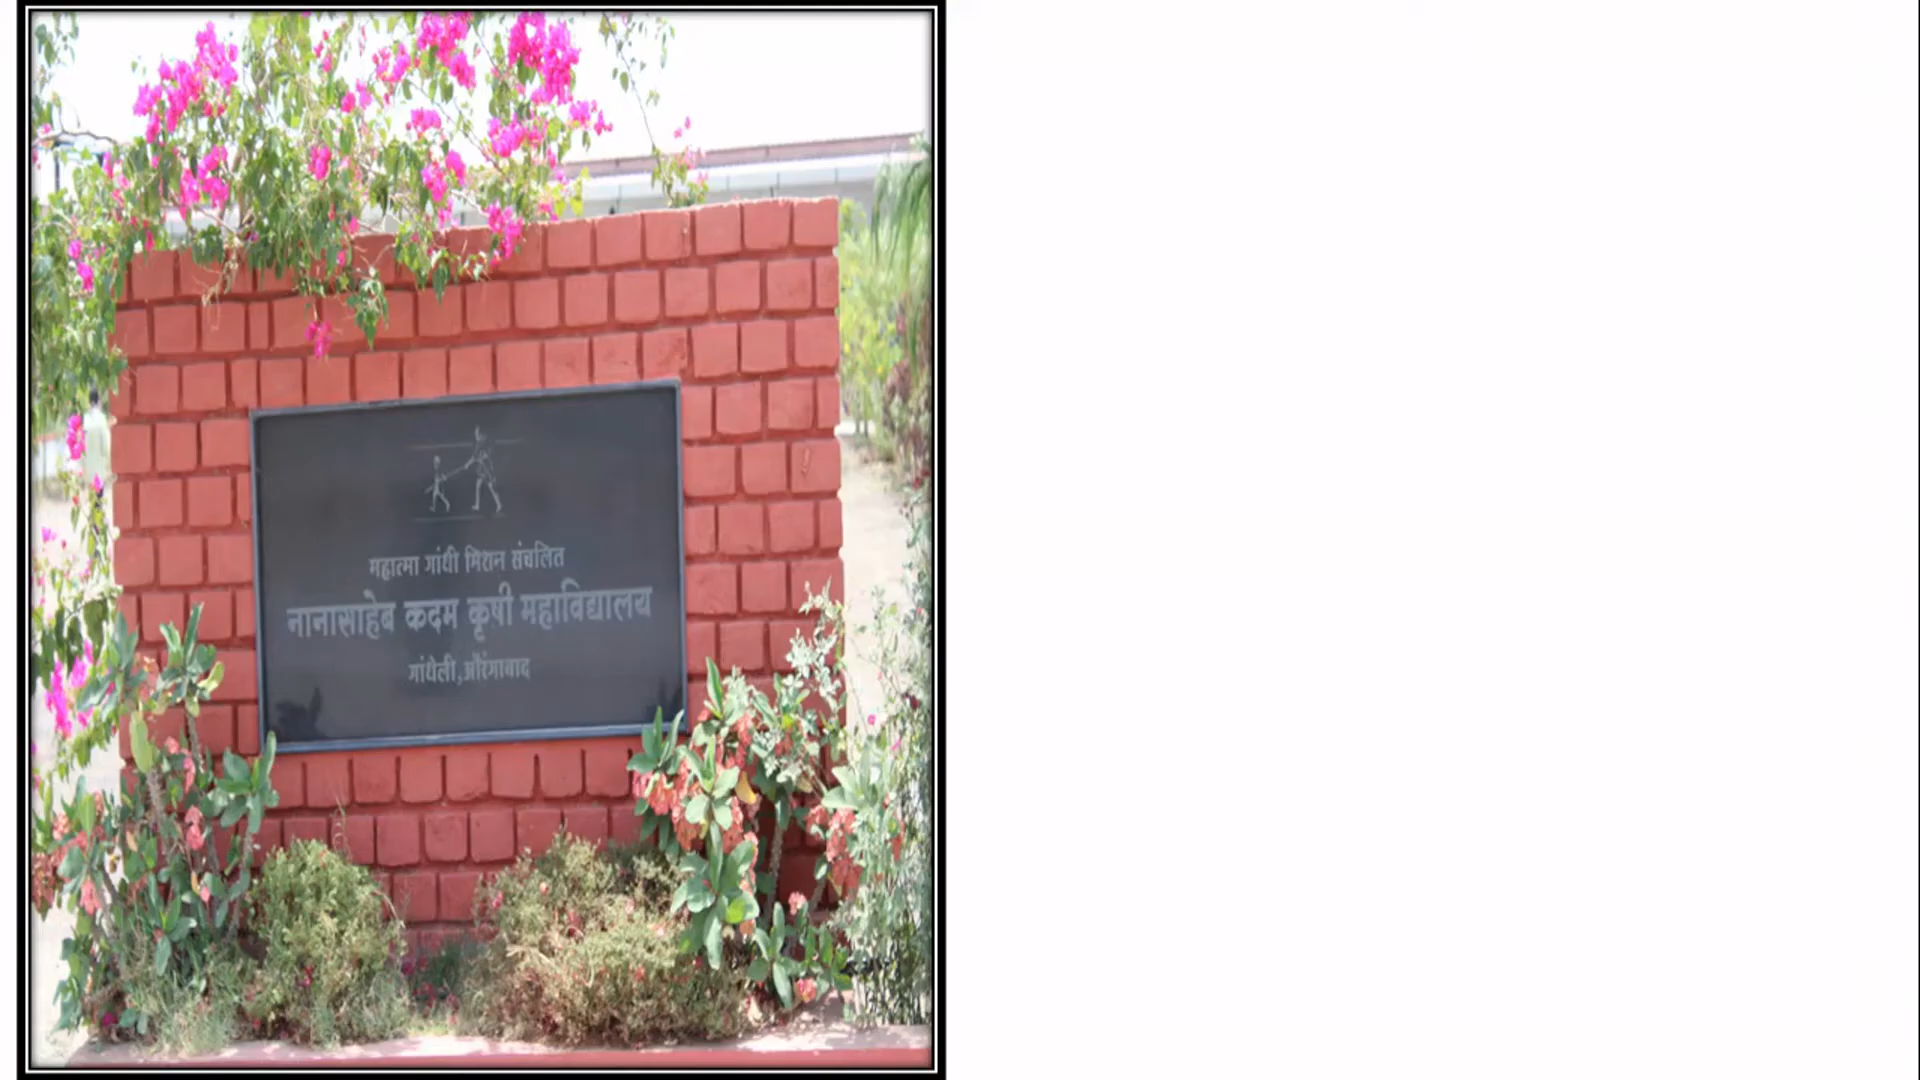 महात्मा गांधी मिशन संचलित
नानासाहेब कदम कृषी महाविद्यालय
गांधेली,औरंगाबाद